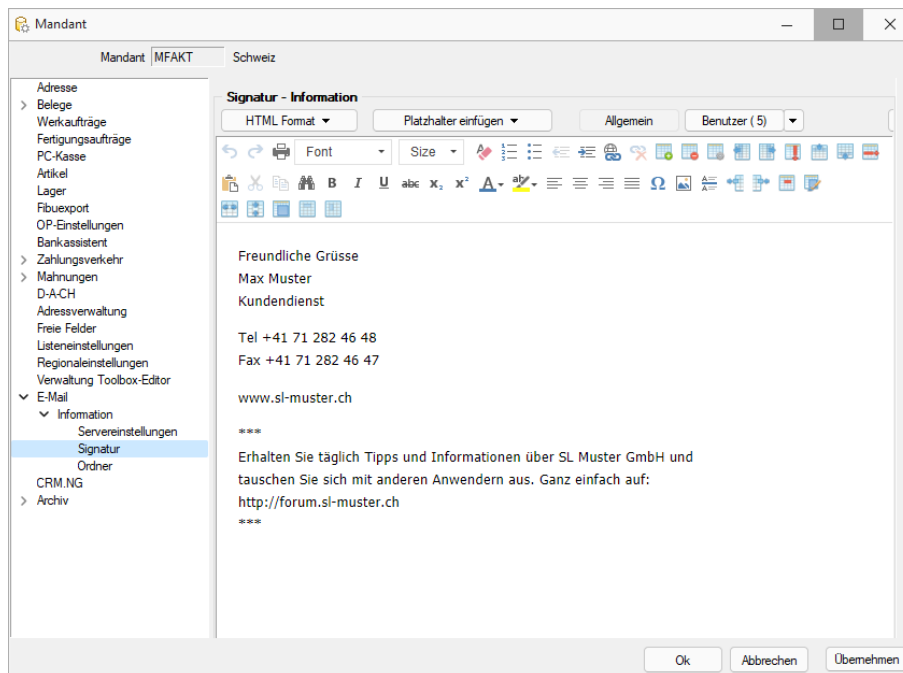 Mandant
Mandant MFAKT Schweiz
Adresse
Belege
Werkaufträge
Fertigungsaufträge
PC-Kasse
Artikel
Lager
Fibuexport
OP-Einstellungen
Bankassistent
Zahlungsverkehr
Mahnungen
D-A-CH
Adressverwaltung
Freie Felder
Listeneinstellungen
Regionaleinstellungen
Verwaltung Toolbox-Editor
E-Mail
Information
Servereinstellungen
Signatur
Ordner
CRM.NG
Archiv
Signatur - Information
HTML Format Platzhalter einfügen Allgemein Benutzer ( 5)
Font Size
B I U abc x₂ x² A ab
Freundliche Grüsse
Max Muster
Kundendienst
Tel +41 71 282 46 48
Fax +41 71 282 46 47
www.sl-muster.ch
***
Erhalten Sie täglich Tipps und Informationen über SL Muster GmbH und
tauschen Sie sich mit anderen Anwendern aus. Ganz einfach auf:
http://forum.sl-muster.ch
***
Ok Abbrechen Übernehmen